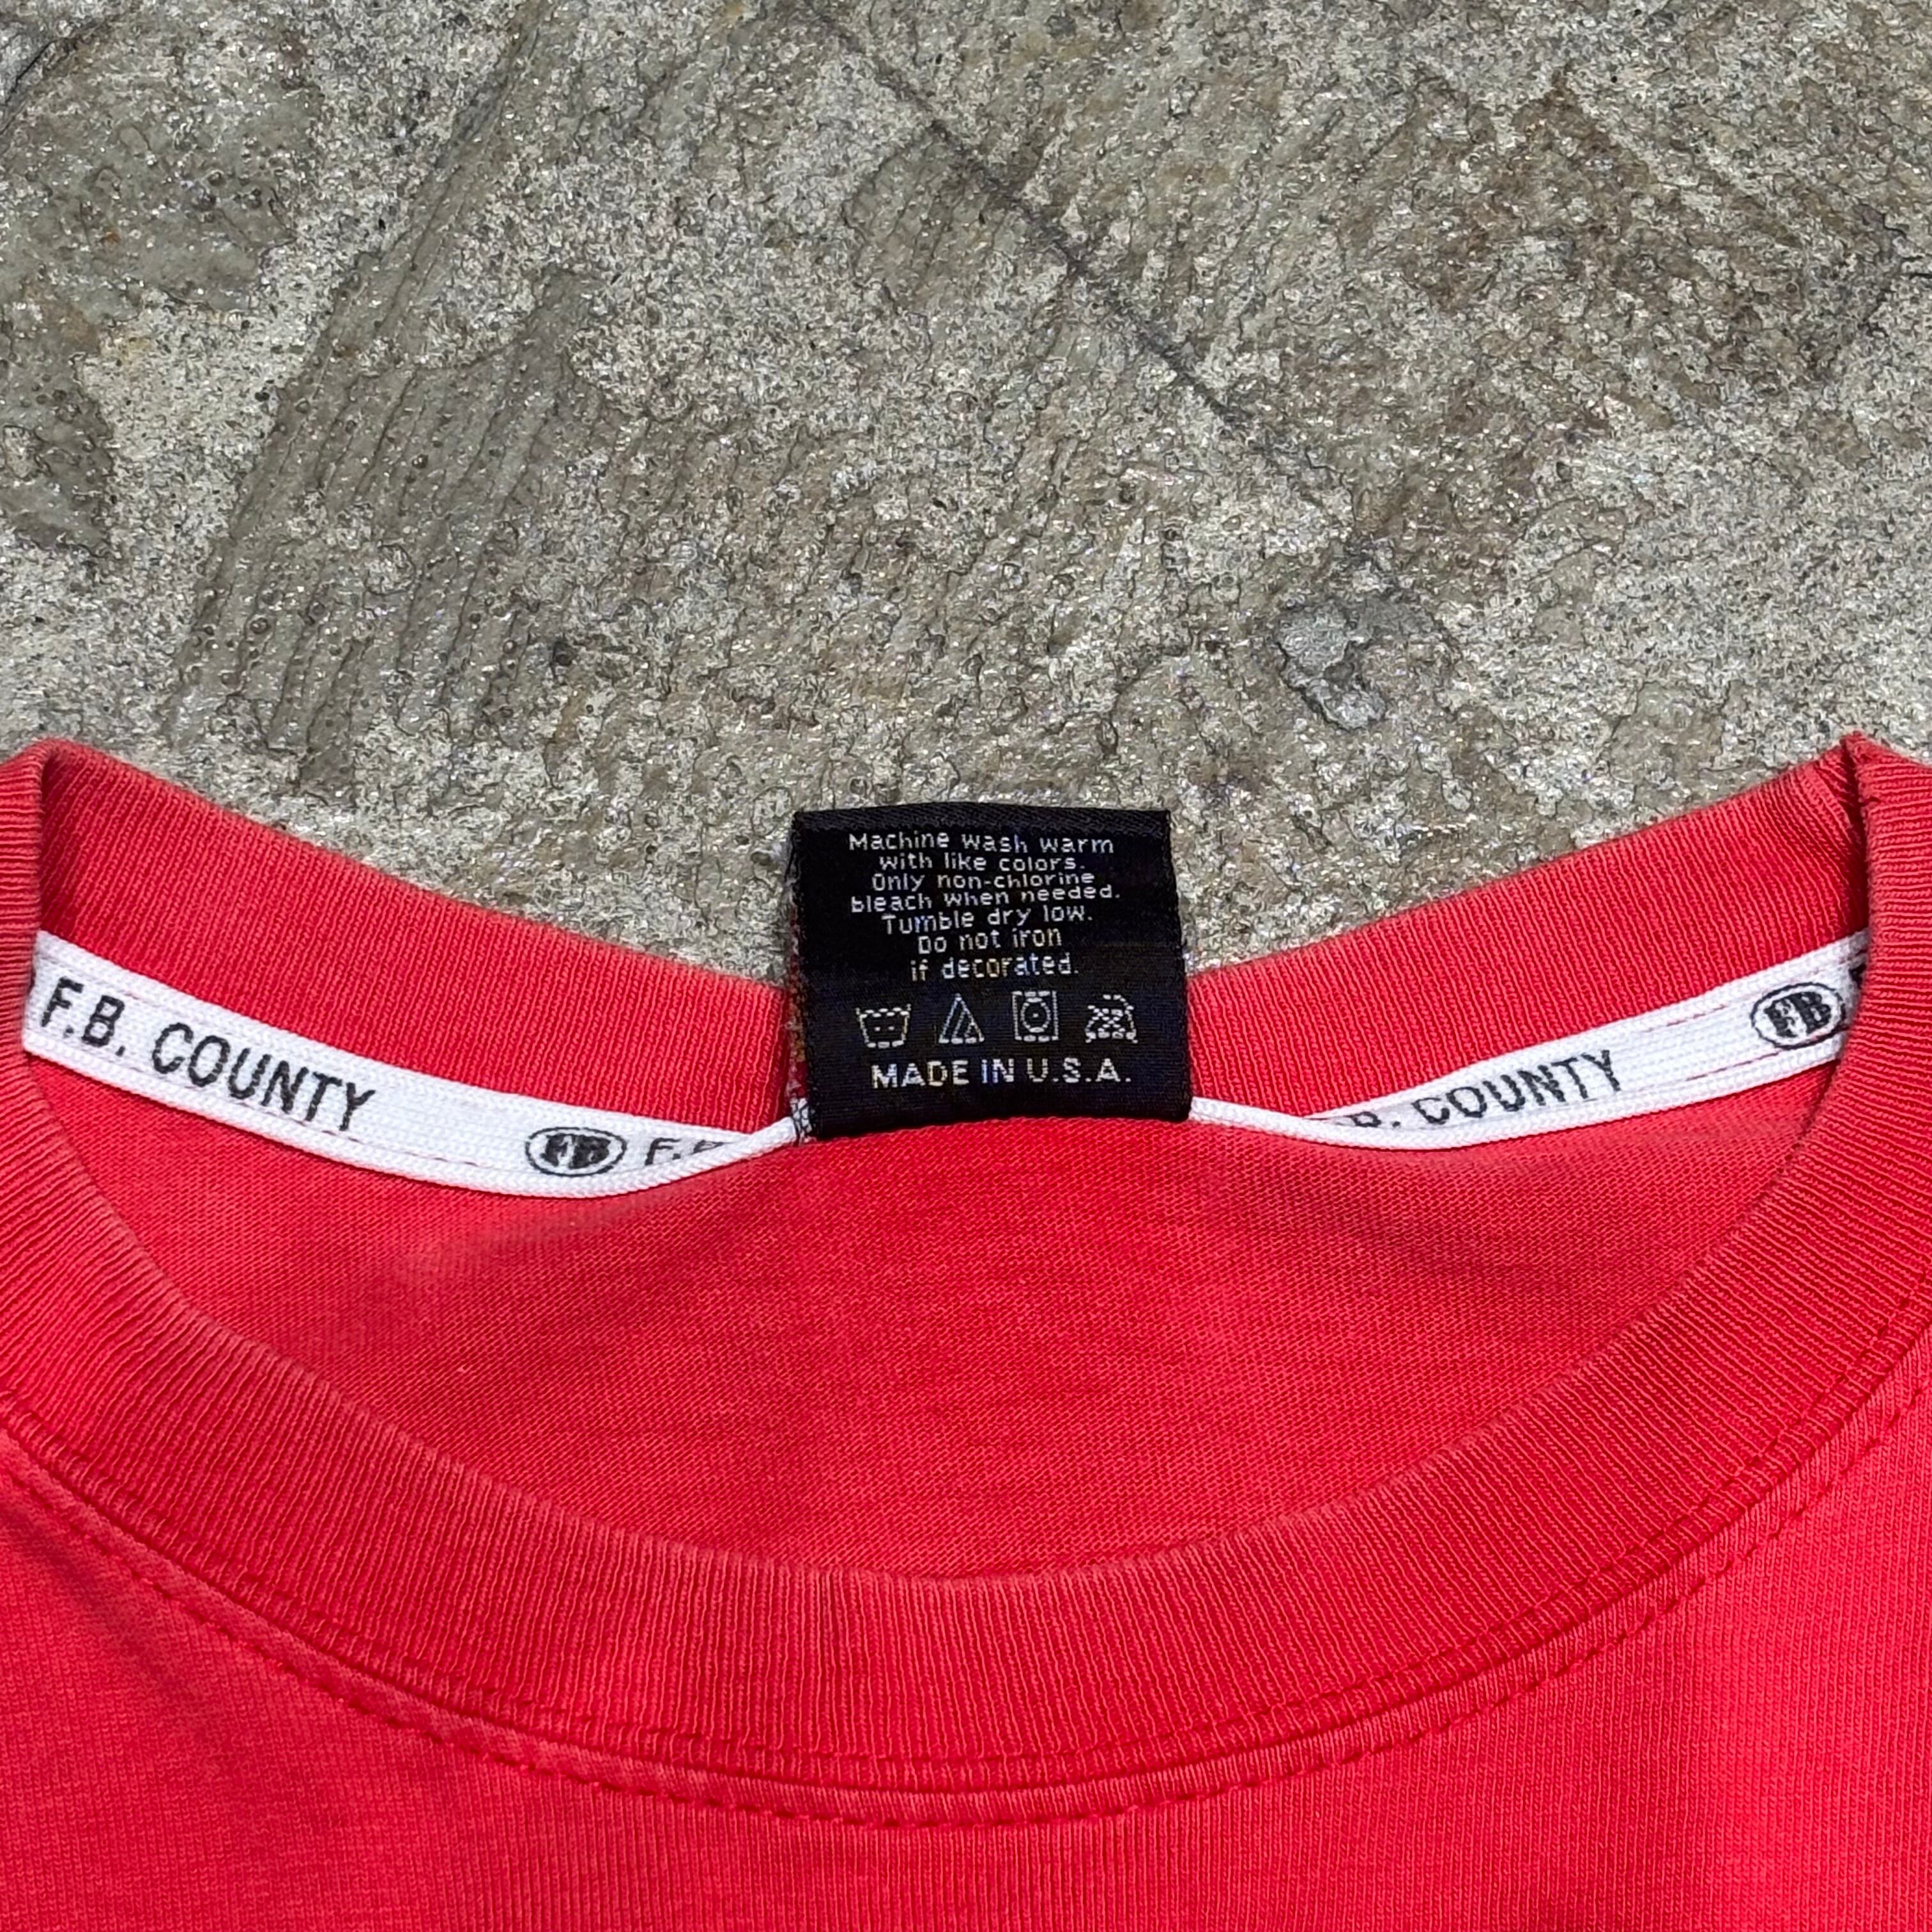 Machine wash warm
with like colors.
Only non-chlorine
bleach when needed.
Tumble dry low.
Do not iron
if decorated.
MADE IN U.S.A.
F.B. COUNTY
FB
B. COUNTY
FB